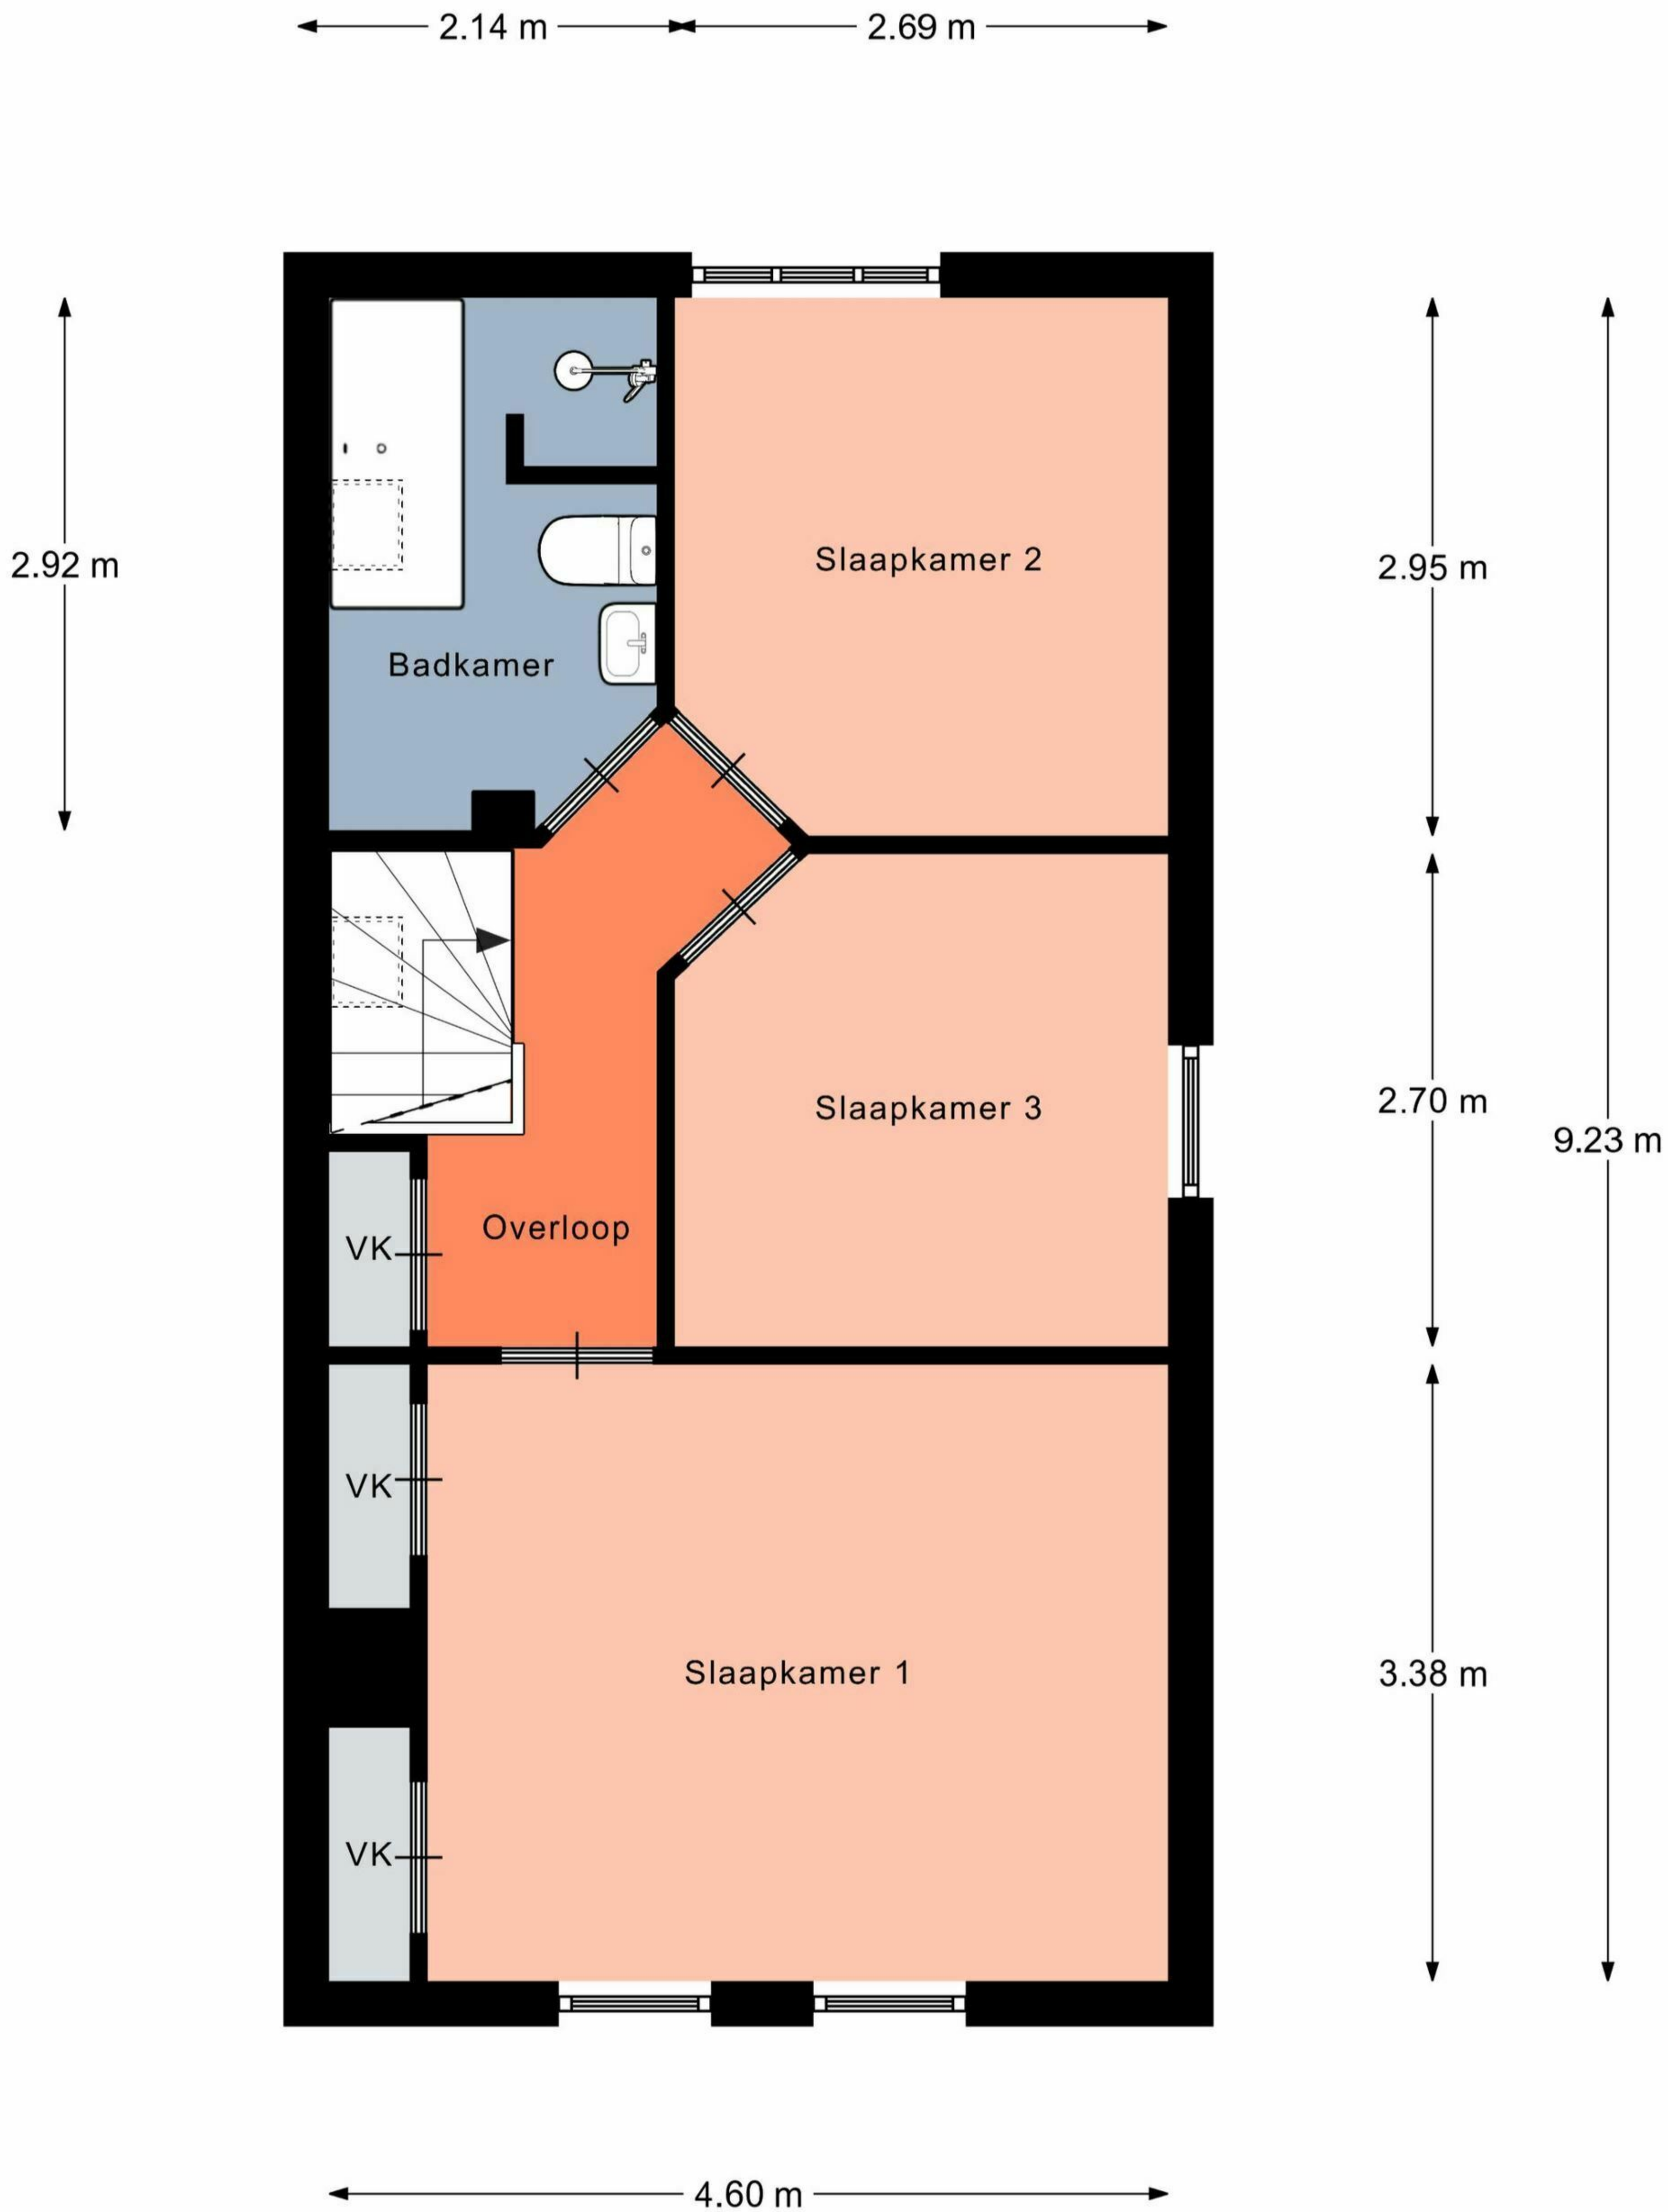 2.14 m
2.69 m
2.92 m
2.95 m
Slaapkamer 2
Badkamer
2.70 m
Slaapkamer 3
9.23 m
Overloop
VK
VK
Slaapkamer 1
3.38 m
VK
4.60 m